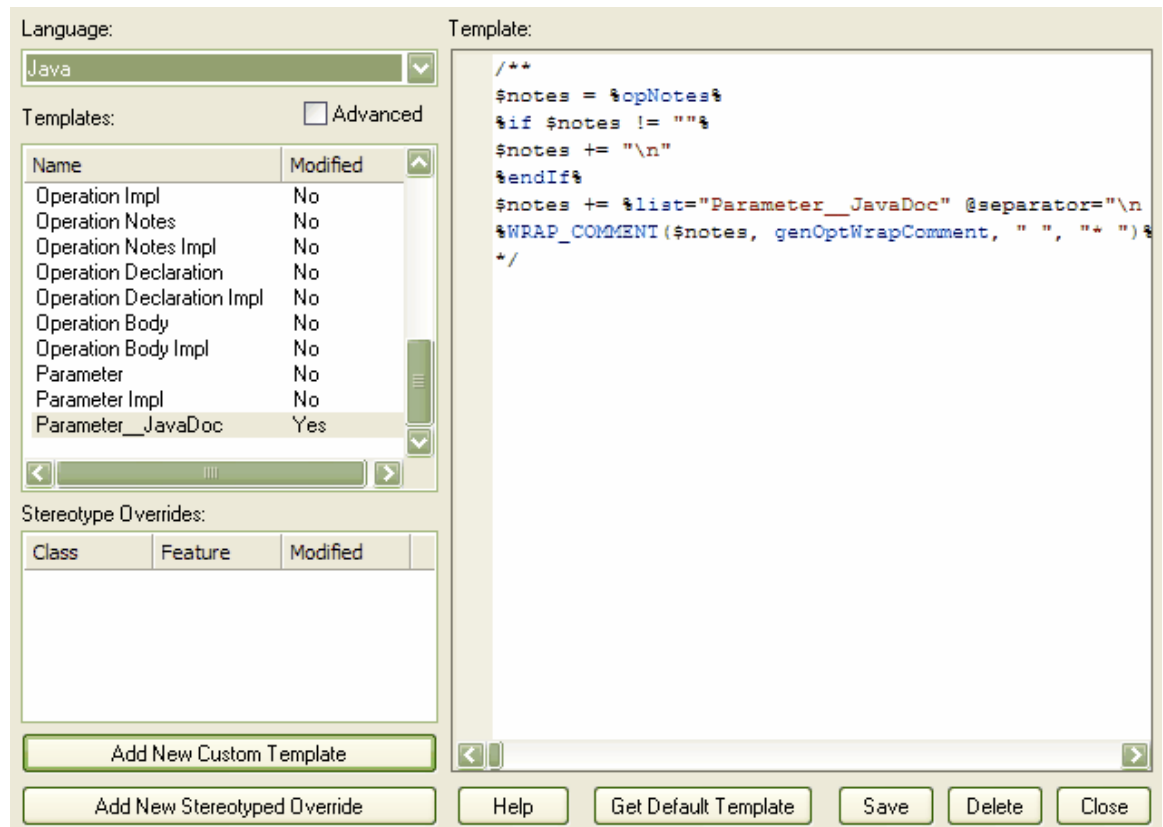 Language:
Java
Templates:
Advanced
Name Modified
Operation Impl No
Operation Notes No
Operation Notes Impl No
Operation Declaration No
Operation Declaration Impl No
Operation Body No
Operation Body Impl No
Parameter No
Parameter Impl No
Parameter__JavaDoc Yes
Stereotype Overrides:
Class Feature Modified
Add New Custom Template
Add New Stereotyped Override
Template:
/**
$notes = %opNotes%
%if $notes != ""%
$notes += "\n"
%endIf%
$notes += %list="Parameter__JavaDoc" @separator="\n
%WRAP_COMMENT($notes, genOptWrapComment, " ", "* ")%
*/
Help
Get Default Template
Save
Delete
Close